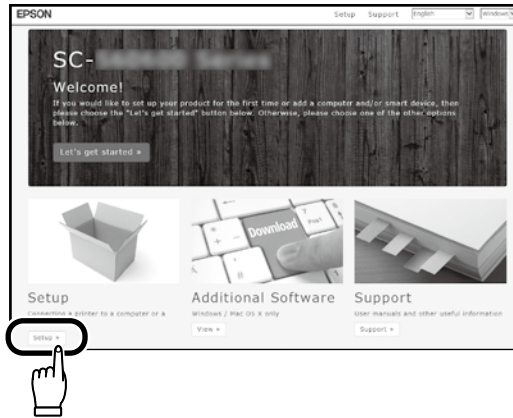 EPSON
Setup Support English Windows
SC-
Welcome!
If you would like to set up your product for the first time or add a computer and/or smart device, then
please choose the "Let's get started" button below. Otherwise, please choose one of the other options
below.
Let's get started »
Download
Setup
Additional Software
Support
Connecting a printer to a computer or a
Windows / Mac OS X only
User manuals and other useful information
Setup »
View »
Support »